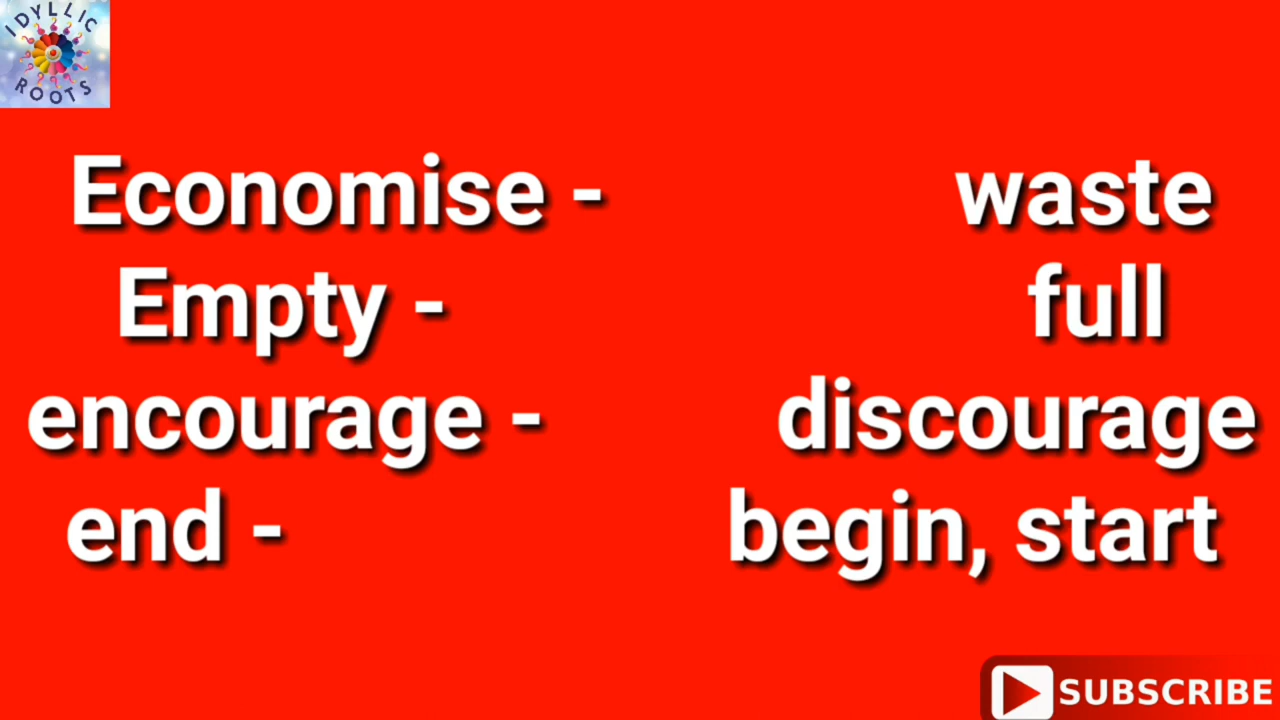 IDYLLIC
ROOTS
Economise - waste
Empty - full
encourage - discourage
end - begin, start
SUBSCRIBE